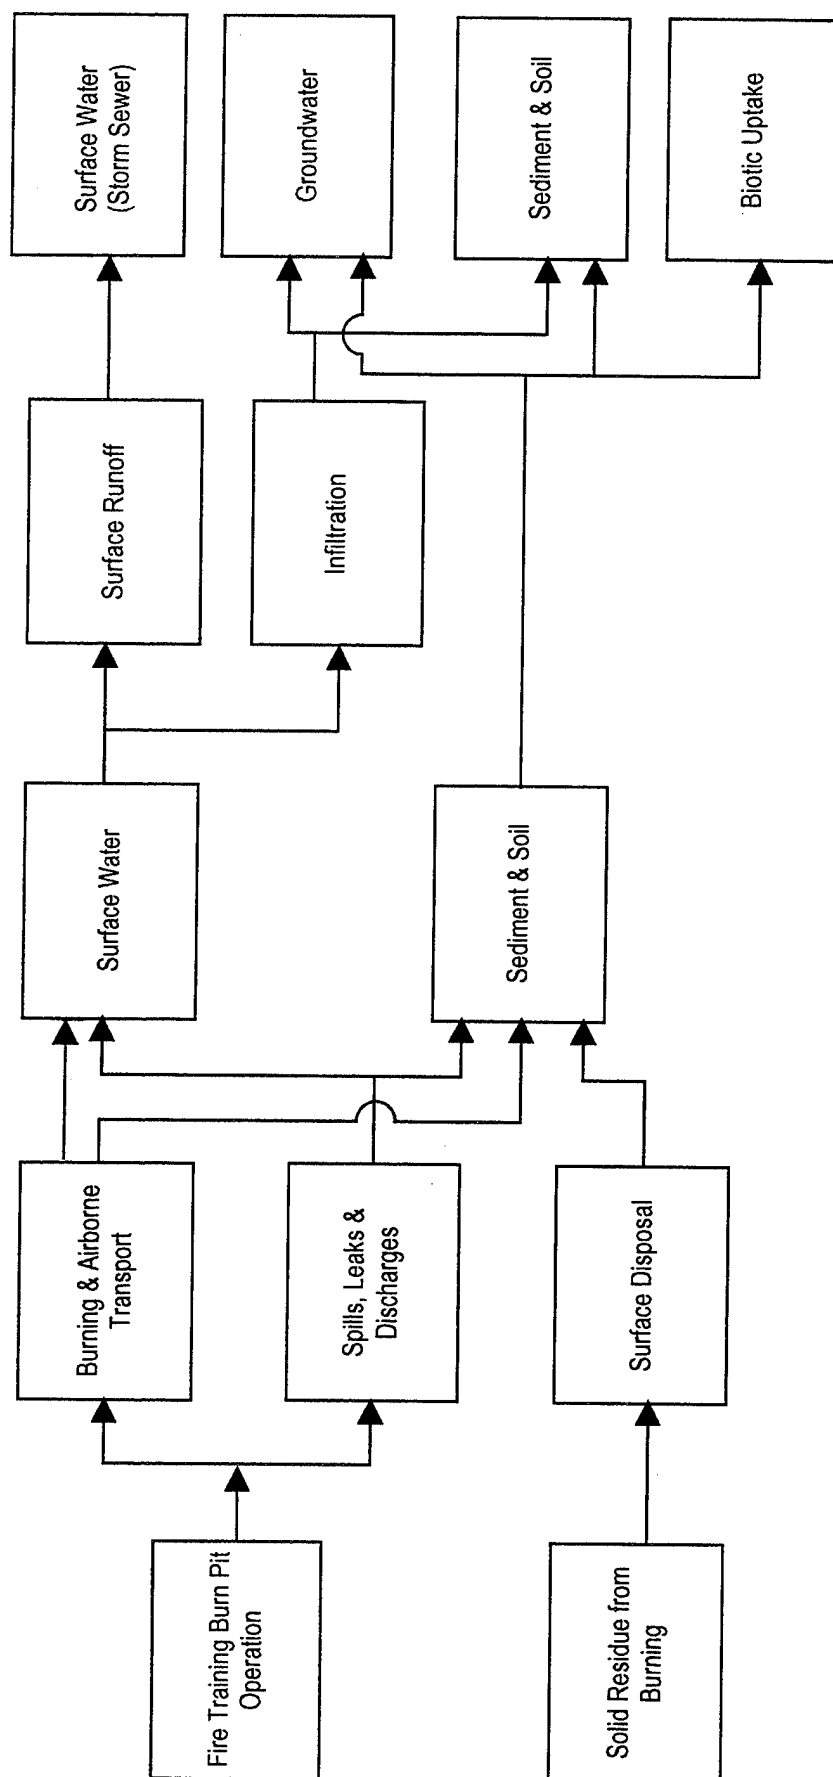 Fire Training Burn Pit
Operation
Solid Residue from
Burning
Burning & Airborne
Transport
Spills, Leaks &
Discharges
Surface Disposal
Surface Water
Sediment & Soil
Surface Runoff
Infiltration
Surface Water
(Storm Sewer)
Groundwater
Sediment & Soil
Biotic Uptake